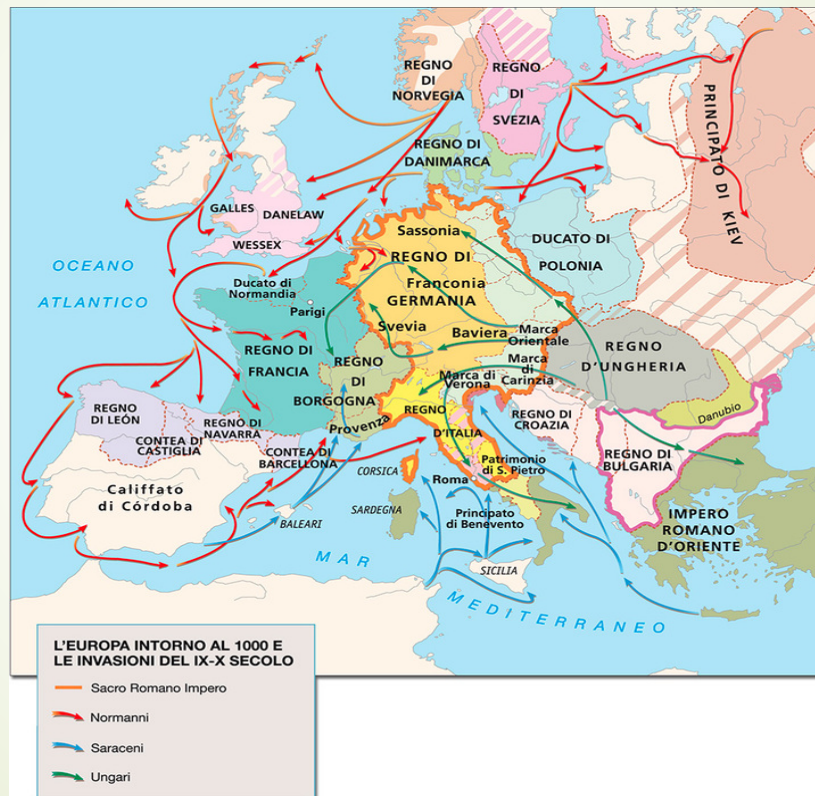 REGNO
DI
NORVEGIA
REGNO
DI
SVEZIA
PRINCIPATO DI KIEV
REGNO DI
DANIMARCA
GALLES
DANELAW
WESSEX
Sassonia
DUCATO DI
POLONIA
OCEANO
ATLANTICO
REGNO DI
Franconia
GERMANIA
Ducato di
Normandia
Parigi
Svevia
Baviera
Marca
Orientale
REGNO DI
FRANCIA
REGNO
DI
BORGOGNA
Marca
di
Carinzia
Marca di
Verona
REGNO
D'UNGHERIA
REGNO
D'ITALIA
Provenza
Danubio
REGNO
DI LEÓN
CONTEA DI
CASTIGLIA
REGNO DI
NAVARRA
CONTEA DI
BARCELLONA
REGNO DI
CROAZIA
REGNO DI
BULGARIA
CORSICA
Patrimonio
di S. Pietro
Roma
Califfato
di Córdoba
BALEARI
SARDEGNA
Principato
di Benevento
IMPERO
ROMANO
D'ORIENTE
SICILIA
MAR
MEDITERRANEO
L'EUROPA INTORNO AL 1000 E
LE INVASIONI DEL IX-X SECOLO
Sacro Romano Impero
Normanni
Saraceni
Ungari